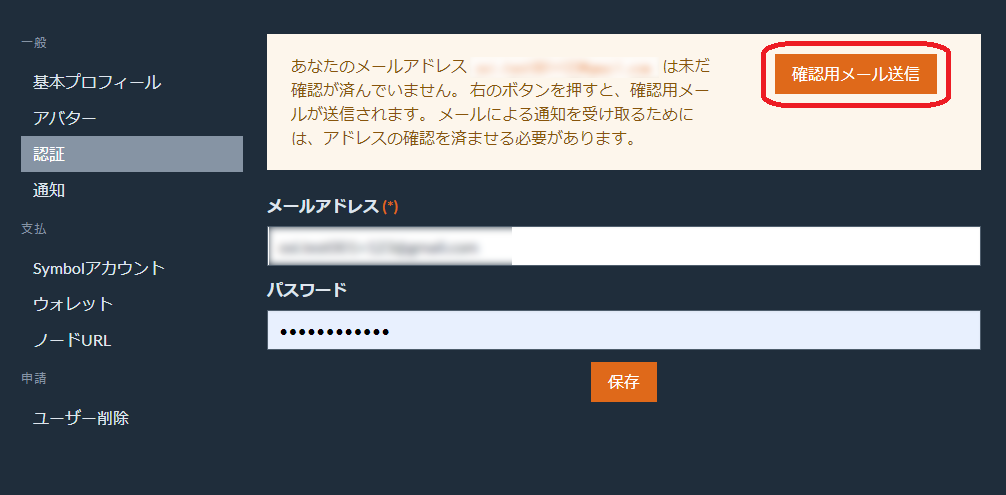 一般
基本プロフィール
アバター
認証
通知
支払
Symbolアカウント
ウォレット
ノードURL
申請
ユーザー削除
あなたのメールアドレス は未だ
確認が済んでいません。右のボタンを押すと、確認用メー
ルが送信されます。メールによる通知を受け取るために
は、アドレスの確認を済ませる必要があります。
確認用メール送信
メールアドレス(*)
パスワード
••••••••••••
保存